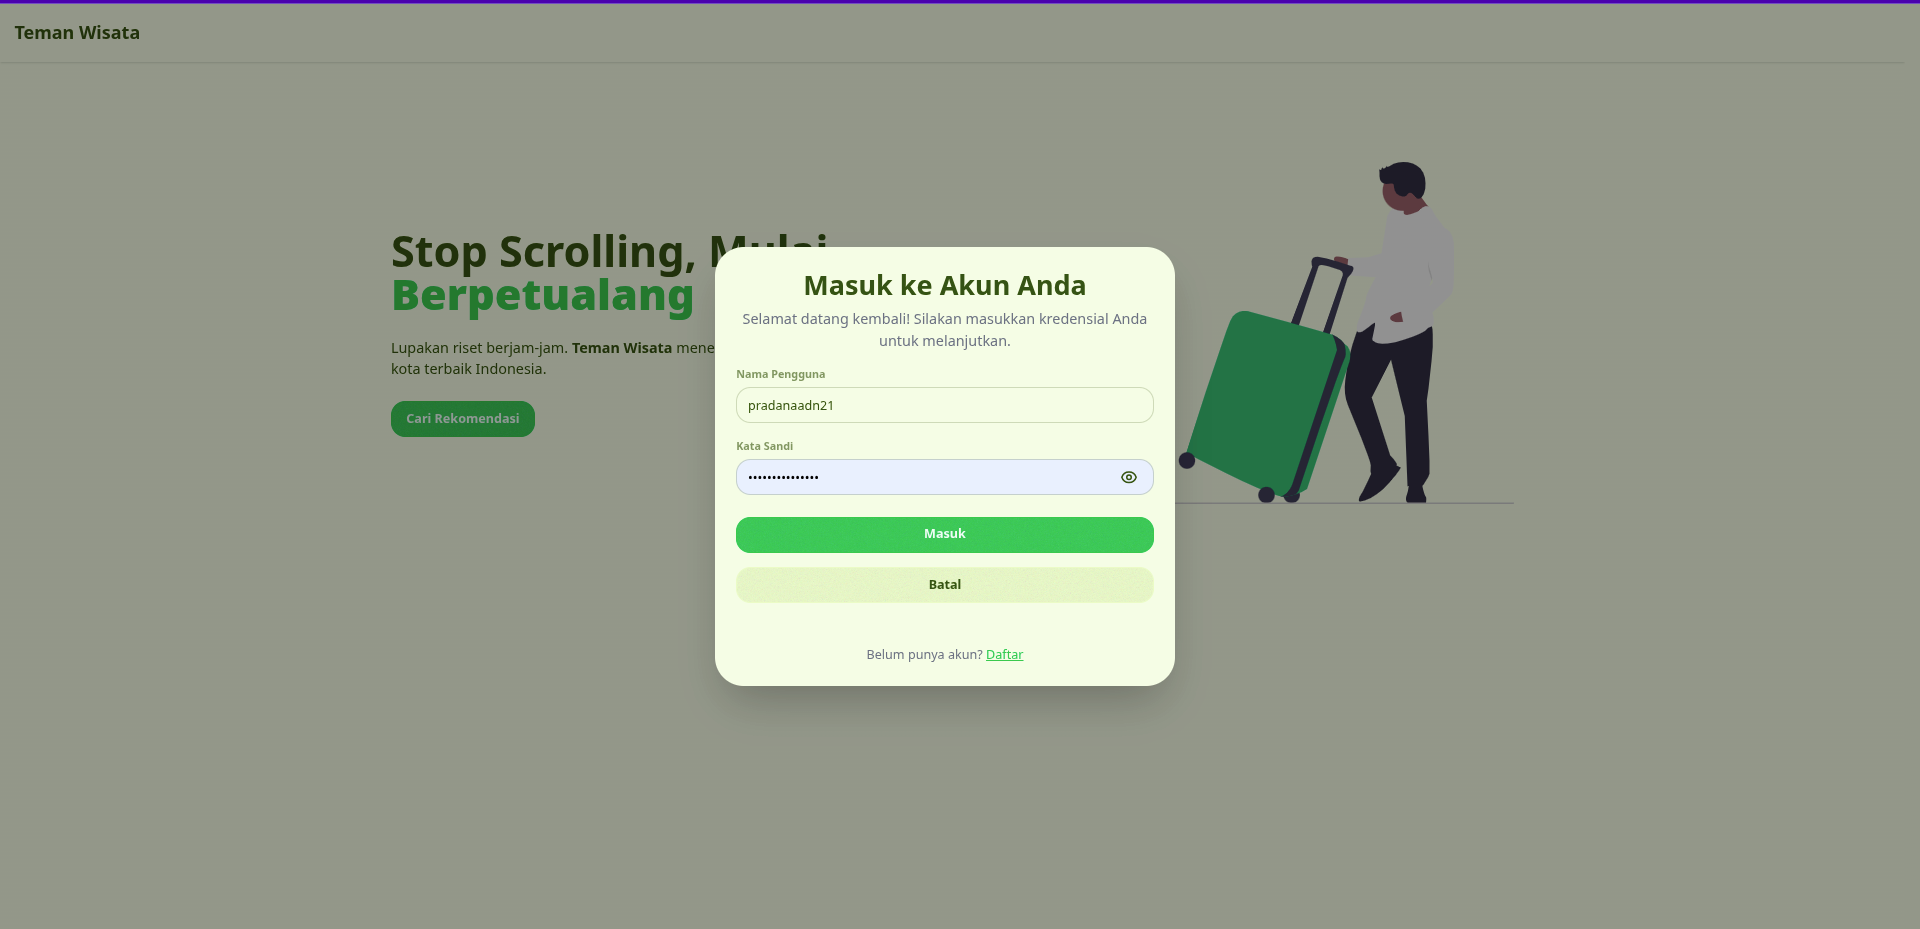 Teman Wisata
Stop Scrolling, Mulai
Berpetualang
Lupakan riset berjam-jam. Teman Wisata mene
kota terbaik Indonesia.
Cari Rekomendasi
Masuk ke Akun Anda
Selamat datang kembali! Silakan masukkan kredensial Anda
untuk melanjutkan.
Nama Pengguna
pradanaadn21
Kata Sandi
•••••••••••••••
Masuk
Batal
Belum punya akun? Daftar